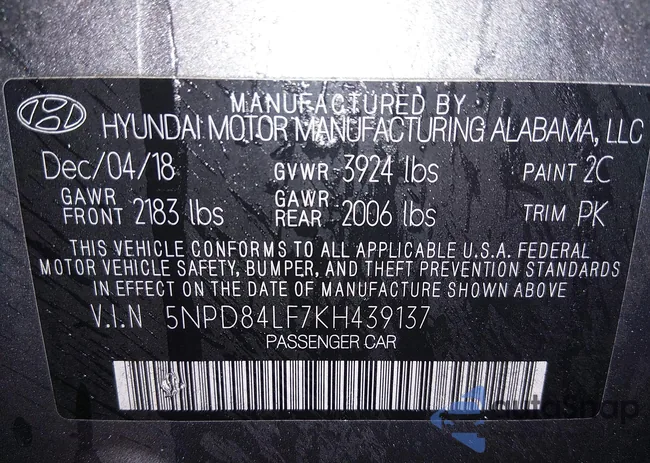 MANUFACTURED BY
HYUNDAI MOTOR MANUFACTURING ALABAMA, LLC
Dec/04/18 GVWR 3924 lbs PAINT 2C
GAWR FRONT 2183 lbs GAWR REAR 2006 lbs TRIM PK
THIS VEHICLE CONFORMS TO ALL APPLICABLE U.S.A. FEDERAL
MOTOR VEHICLE SAFETY, BUMPER, AND THEFT PREVENTION STANDARDS
IN EFFECT ON THE DATE OF MANUFACTURE SHOWN ABOVE
V.I.N 5NPD84LF7KH439137
PASSENGER CAR
autoSnap